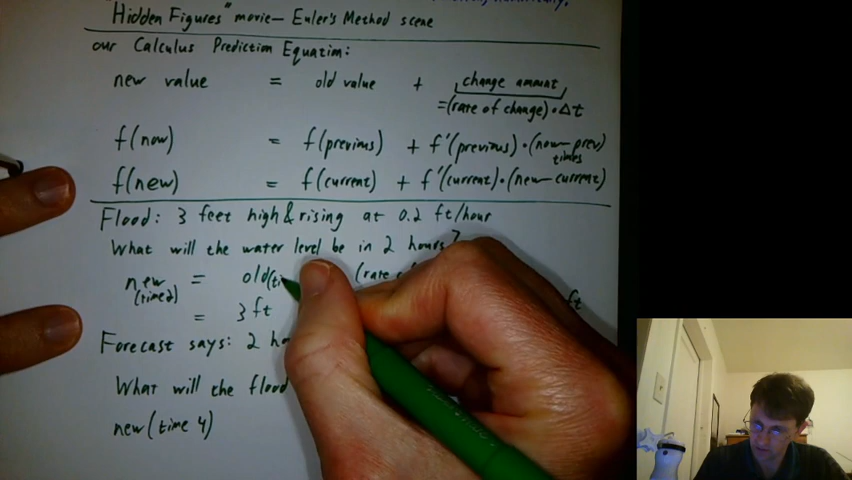 "Hidden Figures" movie— Euler's Method scene
our Calculus Prediction Equation:
new value = old value + change amount
=(rate of change)·Δt
f(now) = f(previous) + f'(previous)·(now-prev)
times
f(new) = f(current) + f'(current)·(new-current)
Flood: 3 feet high & rising at 0.2 ft/hour
What will the water level be in 2 hours?
new = old(ti (rate
(time 2)
= 3 ft ft
Forecast says: 2
What will the flood
new(time 4)